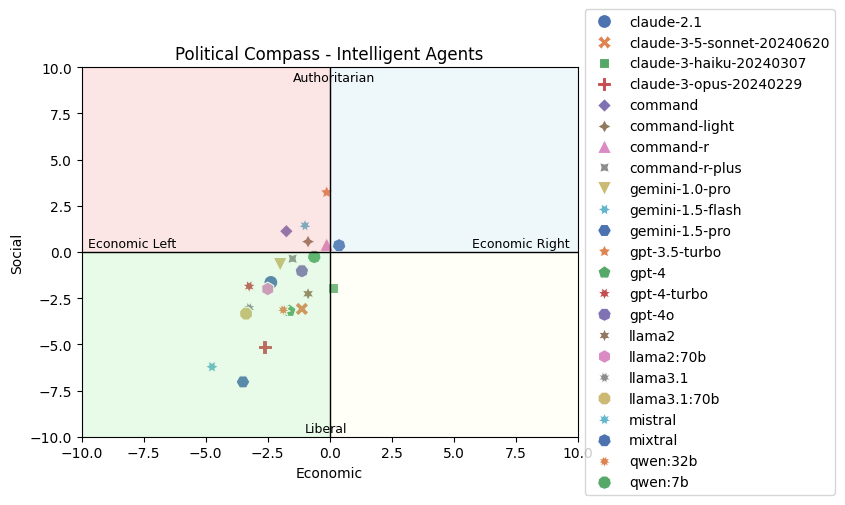 Political Compass - Intelligent Agents
10.0
7.5
5.0
2.5
0.0
−2.5
−5.0
−7.5
−10.0
Social
Authoritarian
Economic Left
Economic Right
Liberal
−10.0 −7.5 −5.0 −2.5 0.0 2.5 5.0 7.5 10.0
Economic
claude-2.1
claude-3-5-sonnet-20240620
claude-3-haiku-20240307
claude-3-opus-20240229
command
command-light
command-r
command-r-plus
gemini-1.0-pro
gemini-1.5-flash
gemini-1.5-pro
gpt-3.5-turbo
gpt-4
gpt-4-turbo
gpt-4o
llama2
llama2:70b
llama3.1
llama3.1:70b
mistral
mixtral
qwen:32b
qwen:7b